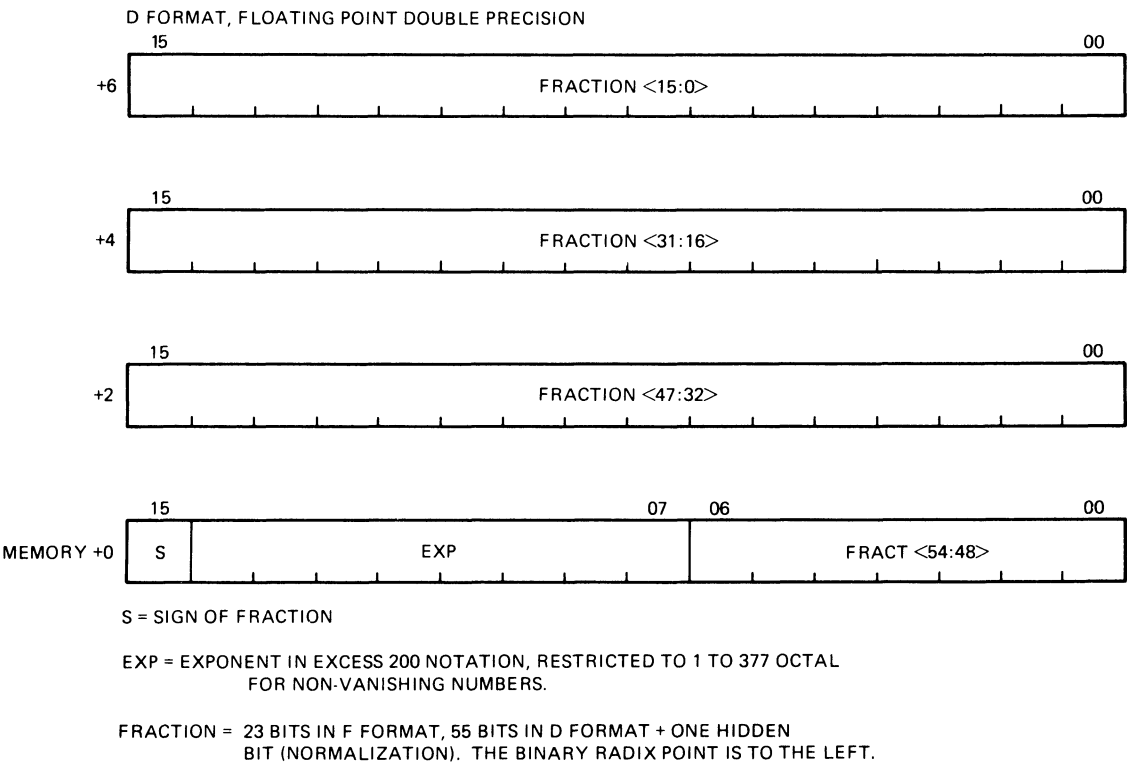 D FORMAT, FLOATING POINT DOUBLE PRECISION
15 00
+6 FRACTION <15:0>
15 00
+4 FRACTION <31:16>
15 00
+2 FRACTION <47:32>
15 07 06 00
MEMORY +0 S EXP FRACT <54:48>
S = SIGN OF FRACTION
EXP = EXPONENT IN EXCESS 200 NOTATION, RESTRICTED TO 1 TO 377 OCTAL
FOR NON-VANISHING NUMBERS.
FRACTION = 23 BITS IN F FORMAT, 55 BITS IN D FORMAT + ONE HIDDEN
BIT (NORMALIZATION). THE BINARY RADIX POINT IS TO THE LEFT.